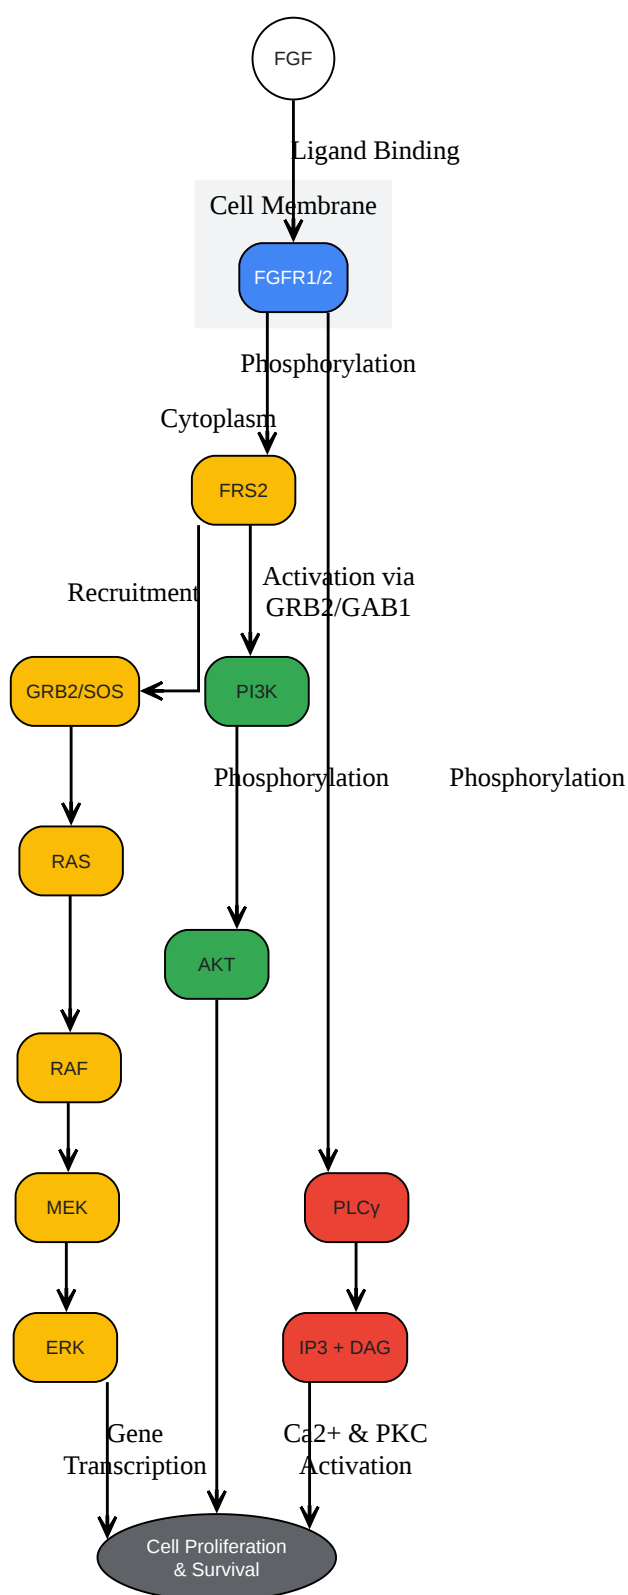 FGF
Ligand Binding
Cell Membrane
FGFR1/2
Phosphorylation
Cytoplasm
FRS2
Recruitment
Activation via
GRB2/GAB1
GRB2/SOS
PI3K
Phosphorylation
Phosphorylation
RAS
AKT
RAF
MEK
PLCγ
ERK
IP3 + DAG
Gene
Transcription
Ca2+ & PKC
Activation
Cell Proliferation
& Survival